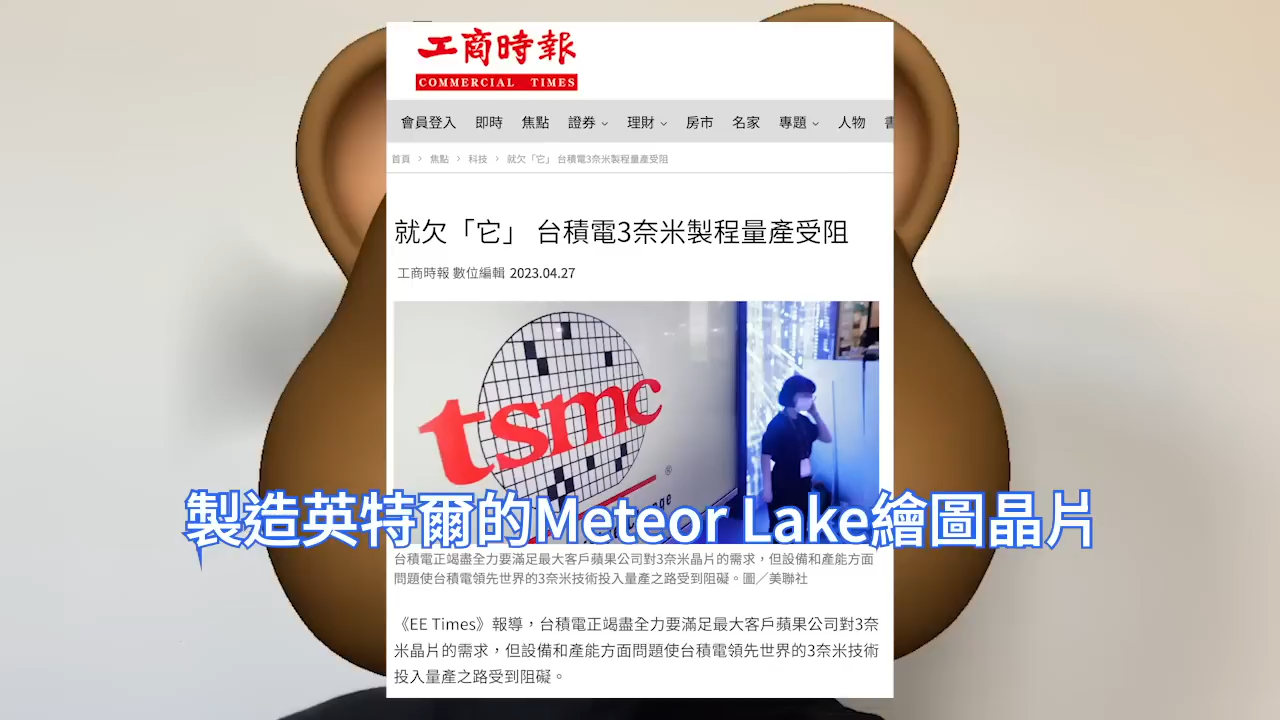 工商時報
COMMERCIAL TIMES
會員登入 即時 焦點 證券 理財 房市 名家 專題 人物
首頁 > 焦點 > 科技 > 就欠「它」 台積電3奈米製程量產受阻
就欠「它」 台積電3奈米製程量產受阻
工商時報 數位編輯 2023.04.27
tsmc
®
製造英特爾的Meteor Lake繪圖晶片
台積電正竭盡全力要滿足最大客戶蘋果公司對3奈米晶片的需求，但設備和產能方面
問題使台積電領先世界的3奈米技術投入量產之路受到阻礙。圖／美聯社
《EE Times》報導，台積電正竭盡全力要滿足最大客戶蘋果公司對3奈
米晶片的需求，但設備和產能方面問題使台積電領先世界的3奈米技術
投入量產之路受到阻礙。